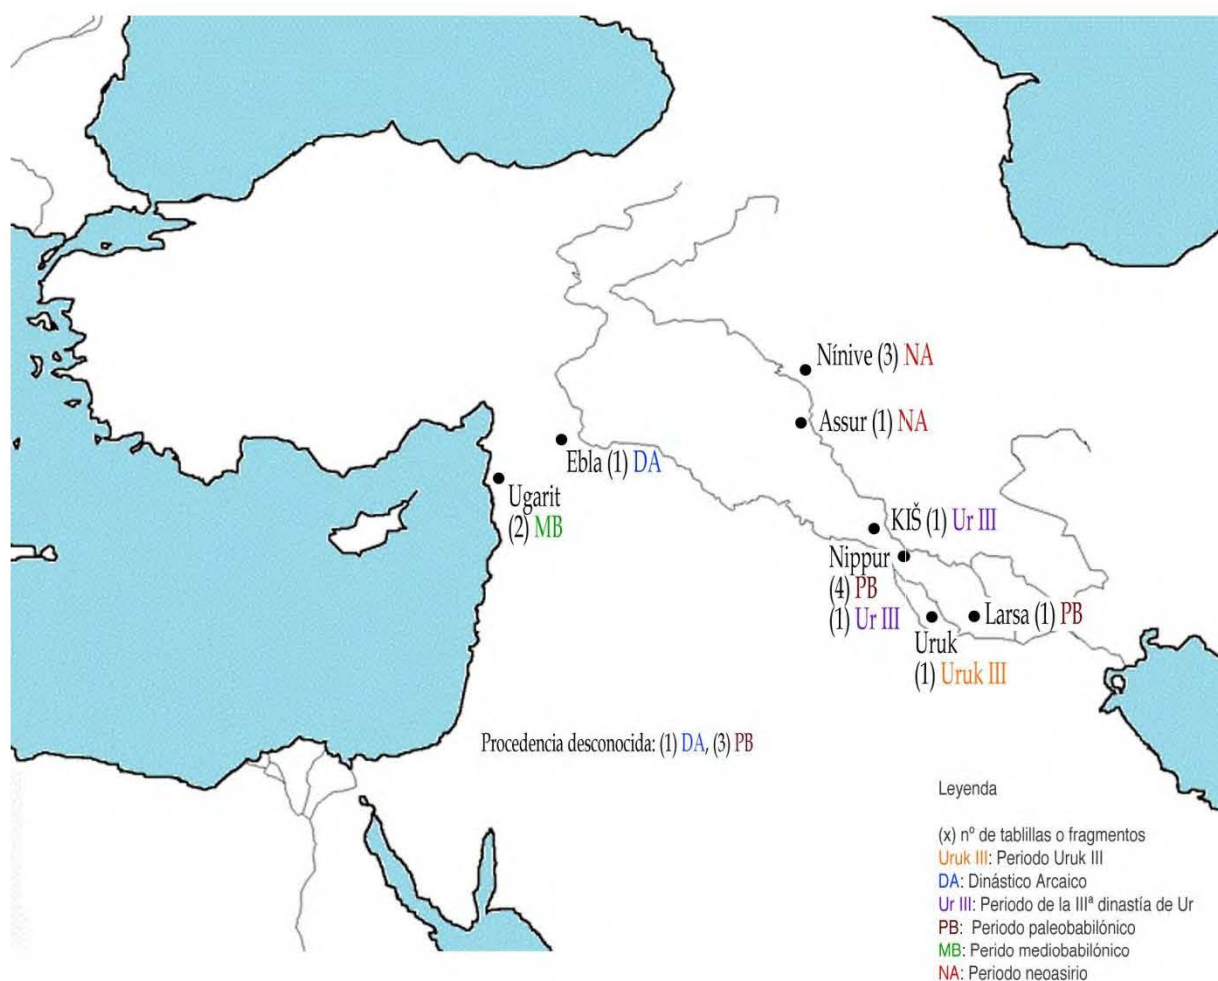 Nínive (3) NA
Assur (1) NA
Ebla (1) DA
Ugarit
(2) MB
KIŠ (1) Ur III
Nippur
(4) PB
(1) Ur III
Larsa (1) PB
Uruk
(1) Uruk III
Procedencia desconocida: (1) DA, (3) PB
Leyenda
(x) nº de tablillas o fragmentos
Uruk III: Periodo Uruk III
DA: Dinástico Arcaico
Ur III: Periodo de la IIIª dinastía de Ur
PB: Periodo paleobabilónico
MB: Perido mediobabilónico
NA: Periodo neoasirio